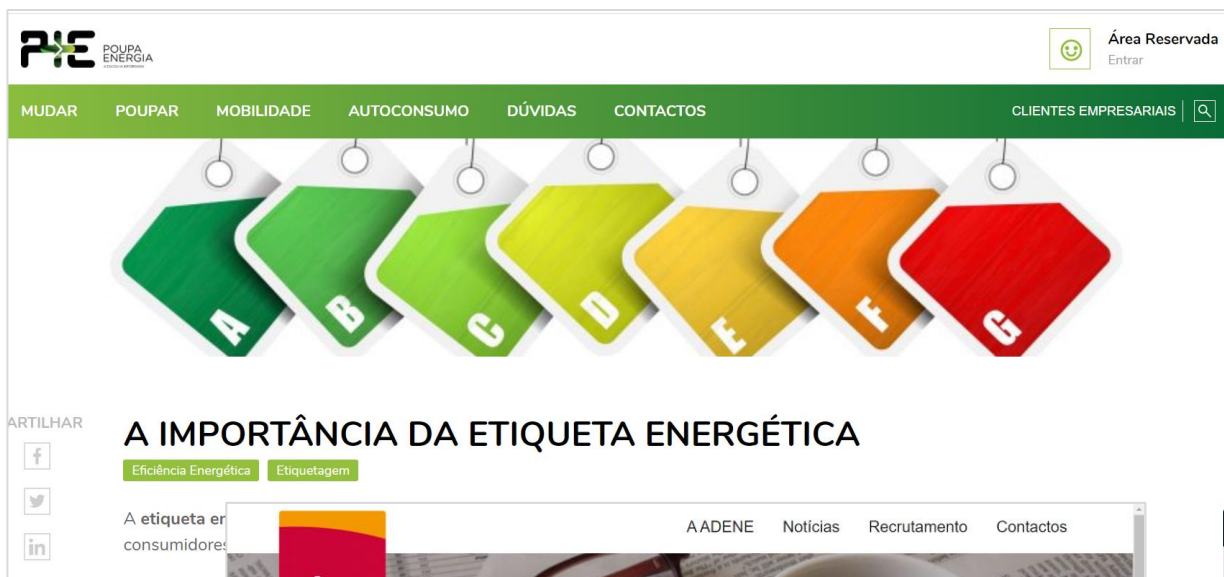 POUPA
ENERGIA
Área Reservada
Entrar
MUDAR POUPAR MOBILIDADE AUTOCONSUMO DÚVIDAS CONTACTOS CLIENTES EMPRESARIAIS
A B C D E F G
ARTILHAR
A IMPORTÂNCIA DA ETIQUETA ENERGÉTICA
Eficiência Energética Etiquetagem
A etiqueta er
consumidores
A ADENE Notícias Recrutamento Contactos